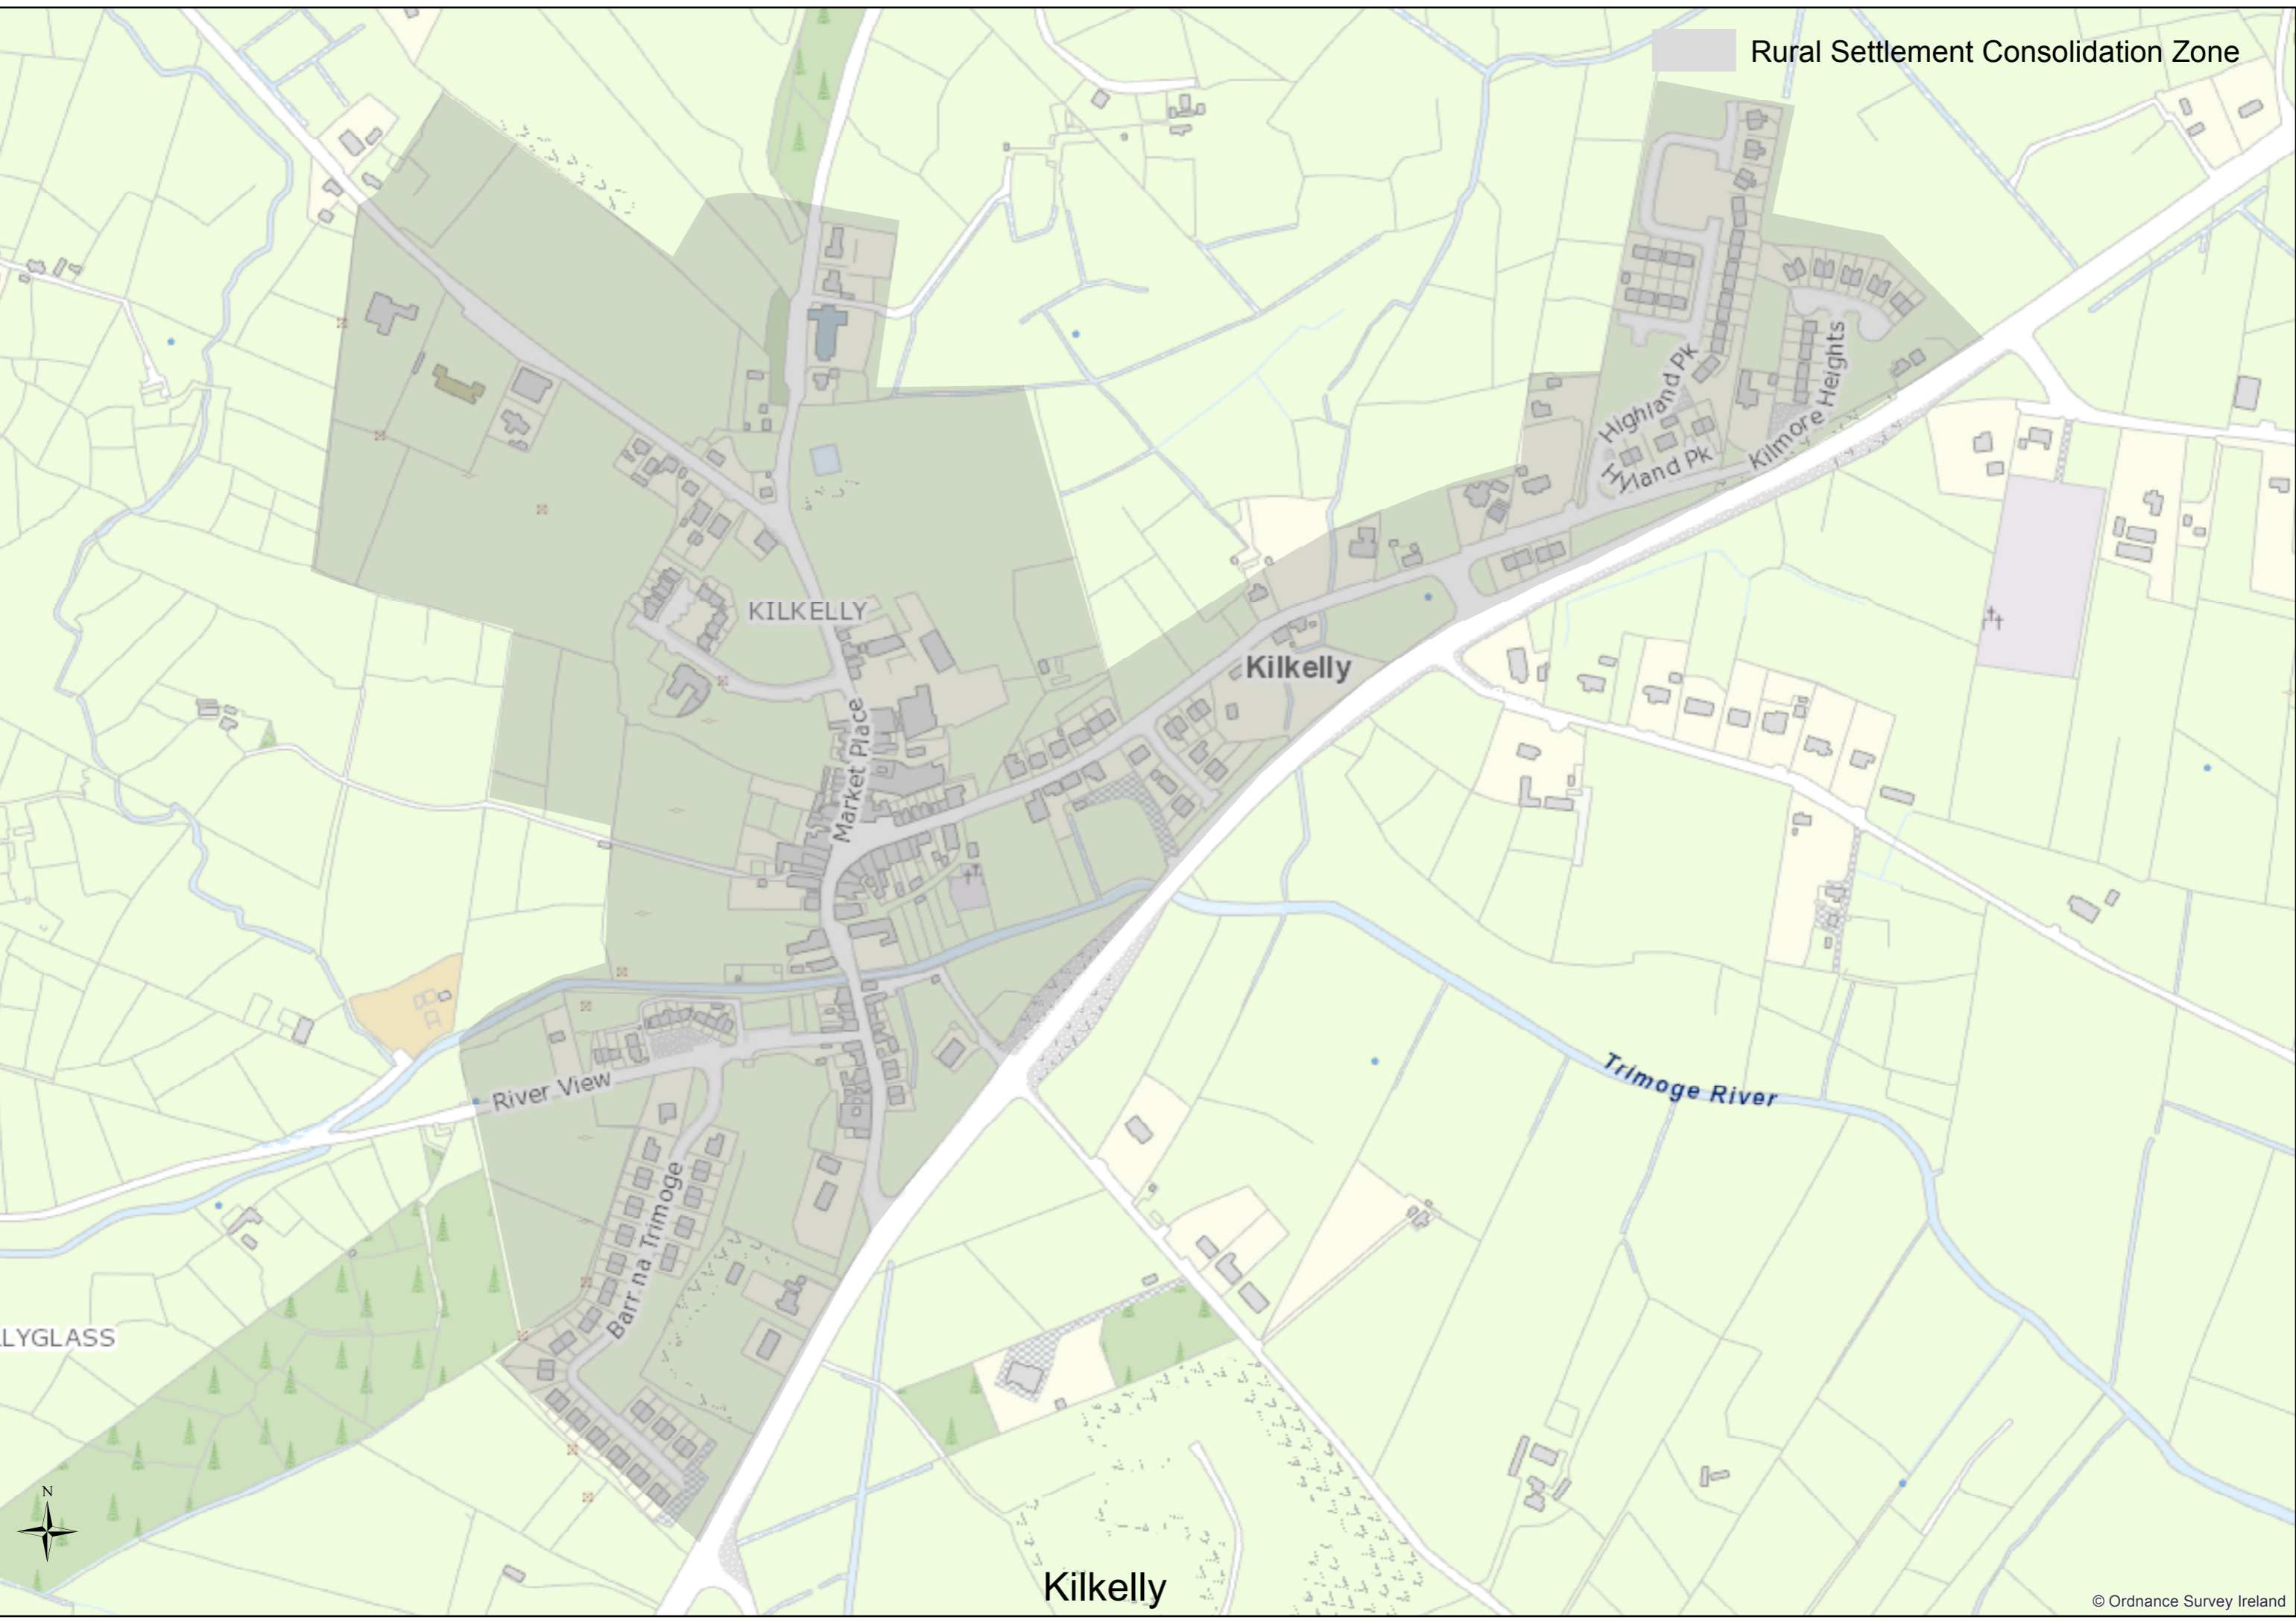 Rural Settlement Consolidation Zone
Highland Pk
Kilmore Heights
land Pk
KILKELLY
Kilkelly
Market Place
Trimoge River
River View
Barr na Trimoge
LYGLASS
N
Kilkelly
© Ordnance Survey Ireland